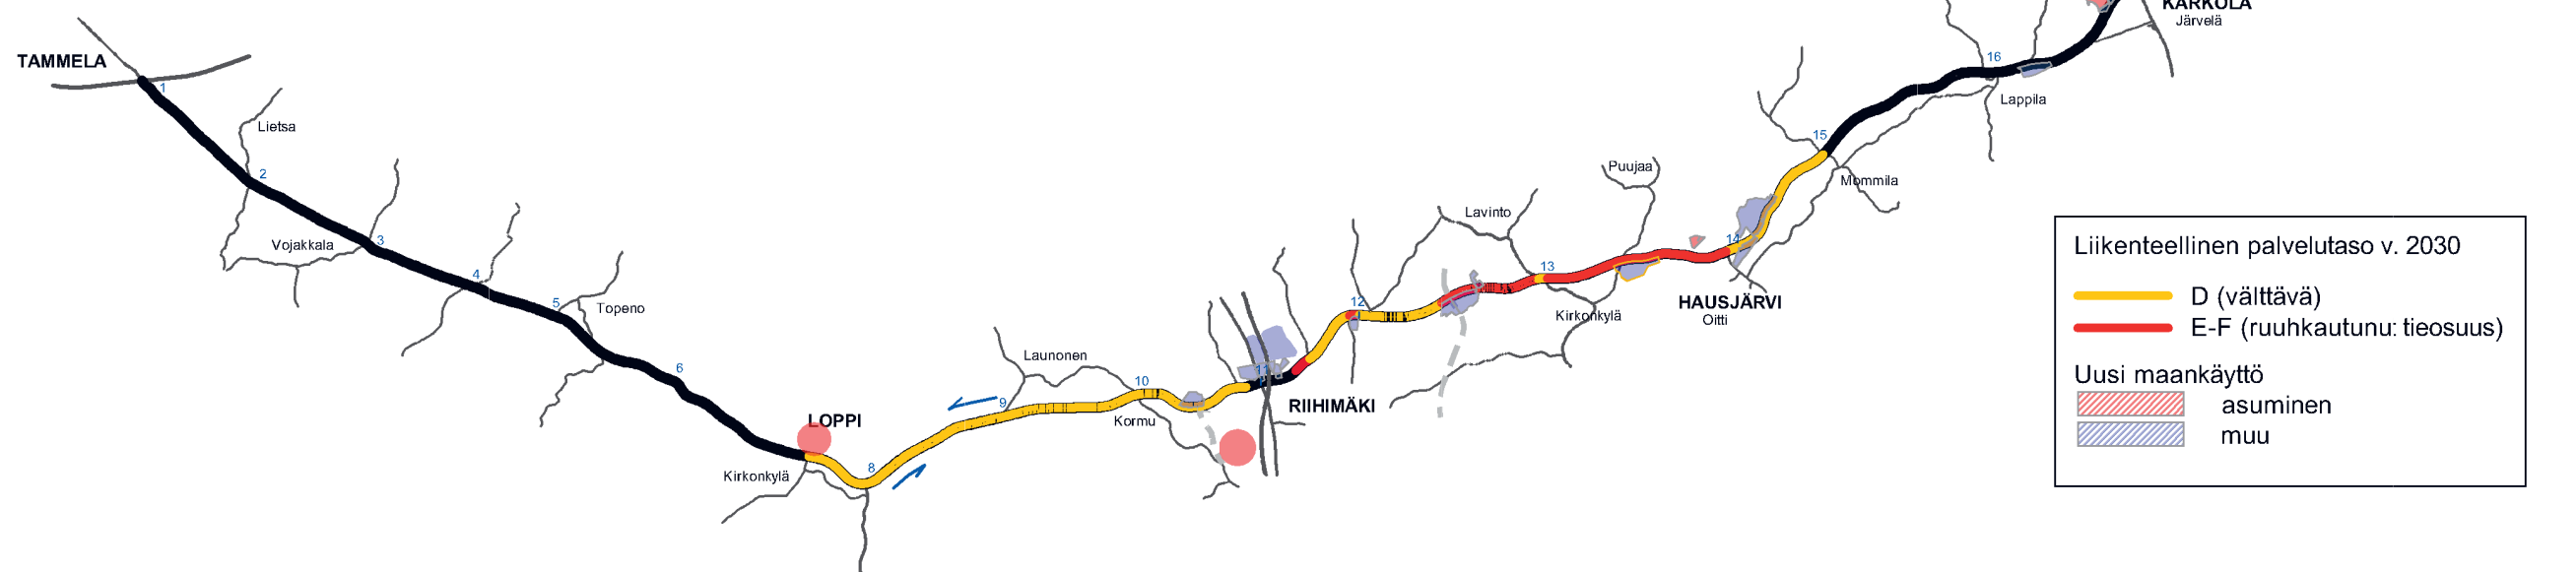 KÄRKÖLÄ
Järvelä
TAMMELA
1
16
Lappila
Lietsa
15
2
Puujaa
Mommila
Lavinto
Vojakkala
3
14
Liikenteellinen palvelutaso v. 2030
4
13
D (välttävä)
5
Topeno
12
HAUSJÄRVI
Oitti
Kirkonkylä
E-F (ruuhkautunu: tieosuus)
Launonen
6
11
10
Uusi maankäyttö
9
RIIHIMÄKI
asuminen
LOPPI
Kormu
muu
8
Kirkonkylä